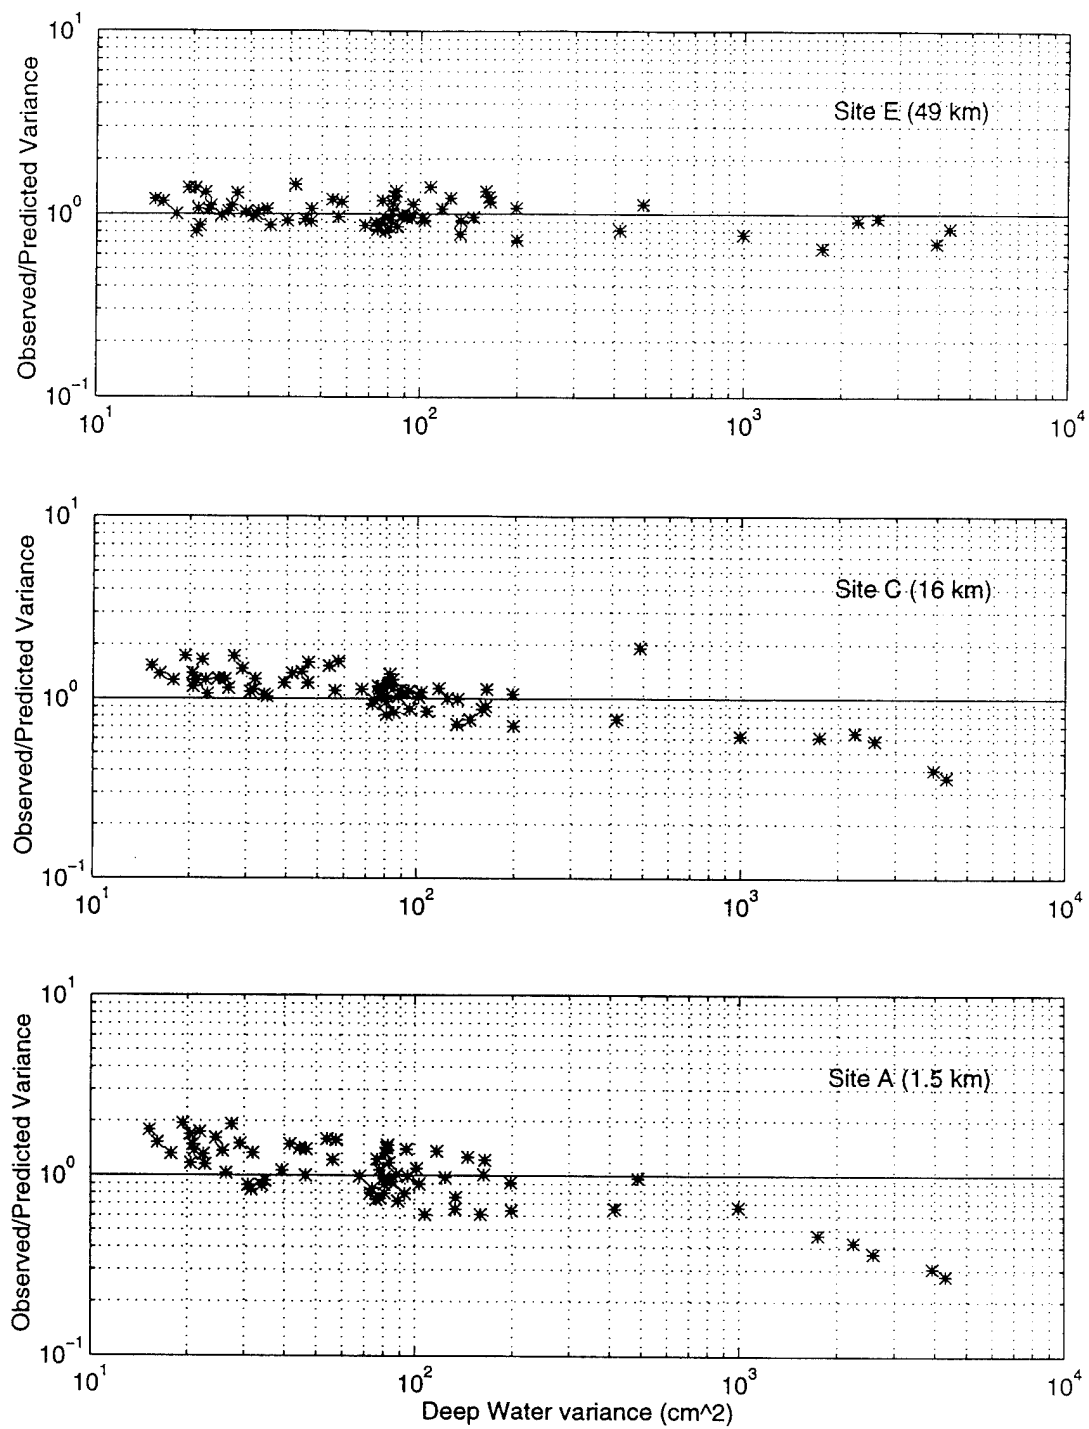 10^1
Site E (49 km)
Observed/Predicted Variance
10^0
10^-1
10^1 10^2 10^3 10^4
10^1
Site C (16 km)
Observed/Predicted Variance
10^0
10^-1
10^1 10^2 10^3 10^4
10^1
Site A (1.5 km)
Observed/Predicted Variance
10^0
10^-1
10^1 10^2 10^3 10^4
Deep Water variance (cm^2)